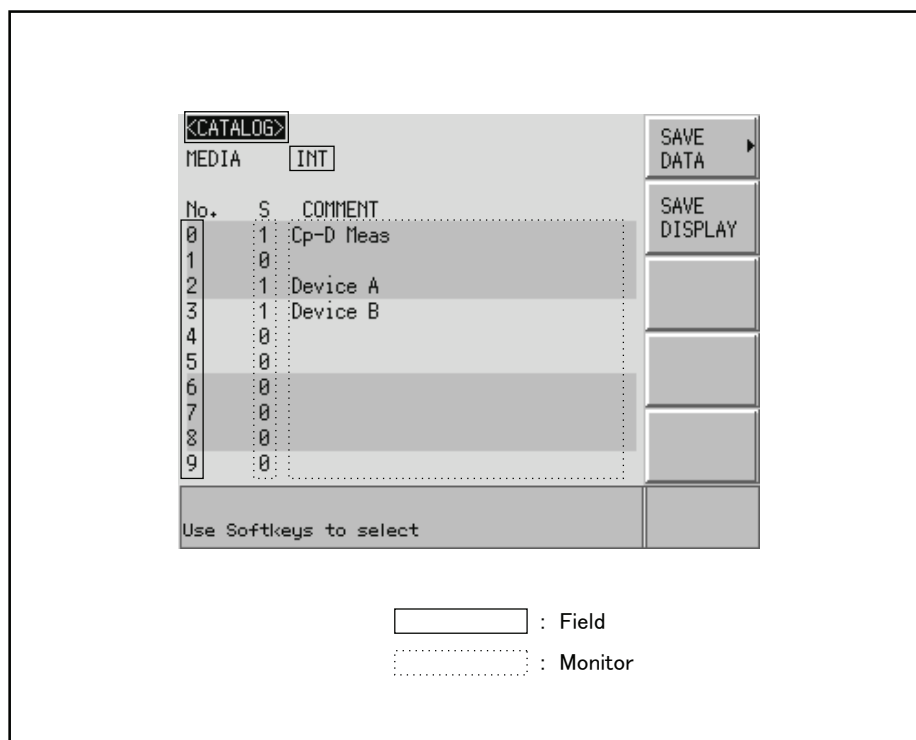 <CATALOG>
MEDIA INT
No. S COMMENT
0 1 Cp-D Meas
1 0
2 1 Device A
3 1 Device B
4 0
5 0
6 0
7 0
8 0
9 0
SAVE
DATA
SAVE
DISPLAY
Use Softkeys to select
: Field
: Monitor